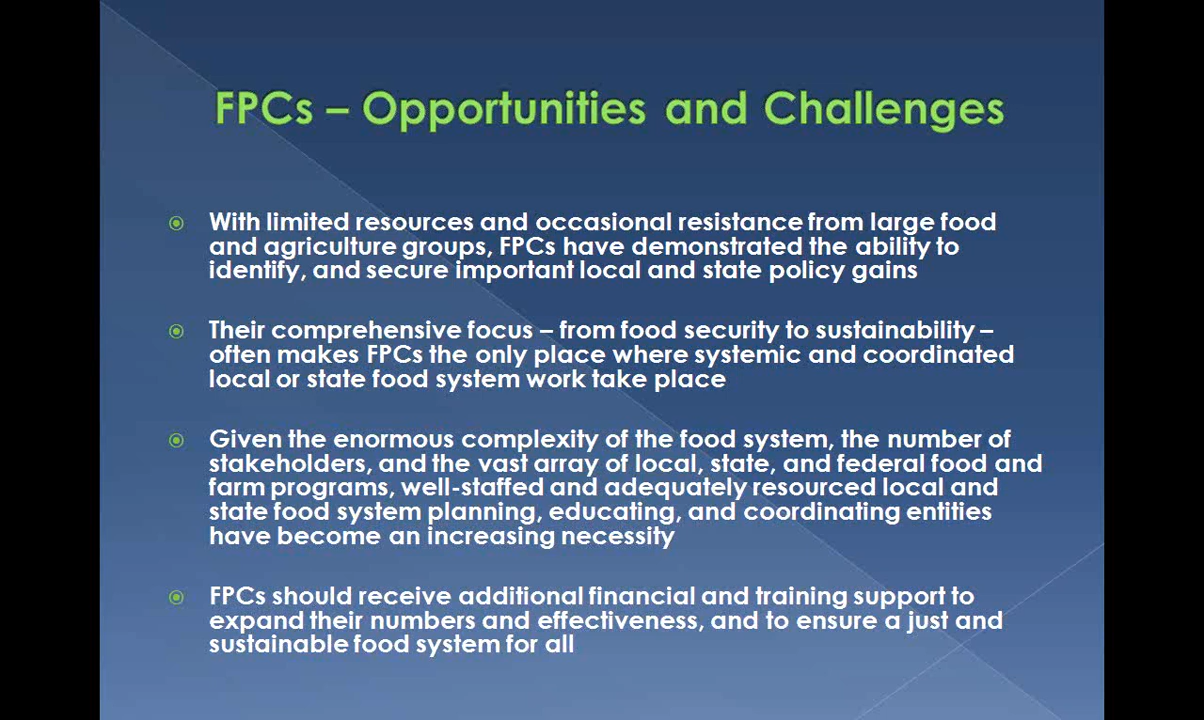 FPCs – Opportunities and Challenges
With limited resources and occasional resistance from large food
and agriculture groups, FPCs have demonstrated the ability to
identify, and secure important local and state policy gains
Their comprehensive focus – from food security to sustainability –
often makes FPCs the only place where systemic and coordinated
local or state food system work take place
Given the enormous complexity of the food system, the number of
stakeholders, and the vast array of local, state, and federal food and
farm programs, well-staffed and adequately resourced local and
state food system planning, educating, and coordinating entities
have become an increasing necessity
FPCs should receive additional financial and training support to
expand their numbers and effectiveness, and to ensure a just and
sustainable food system for all